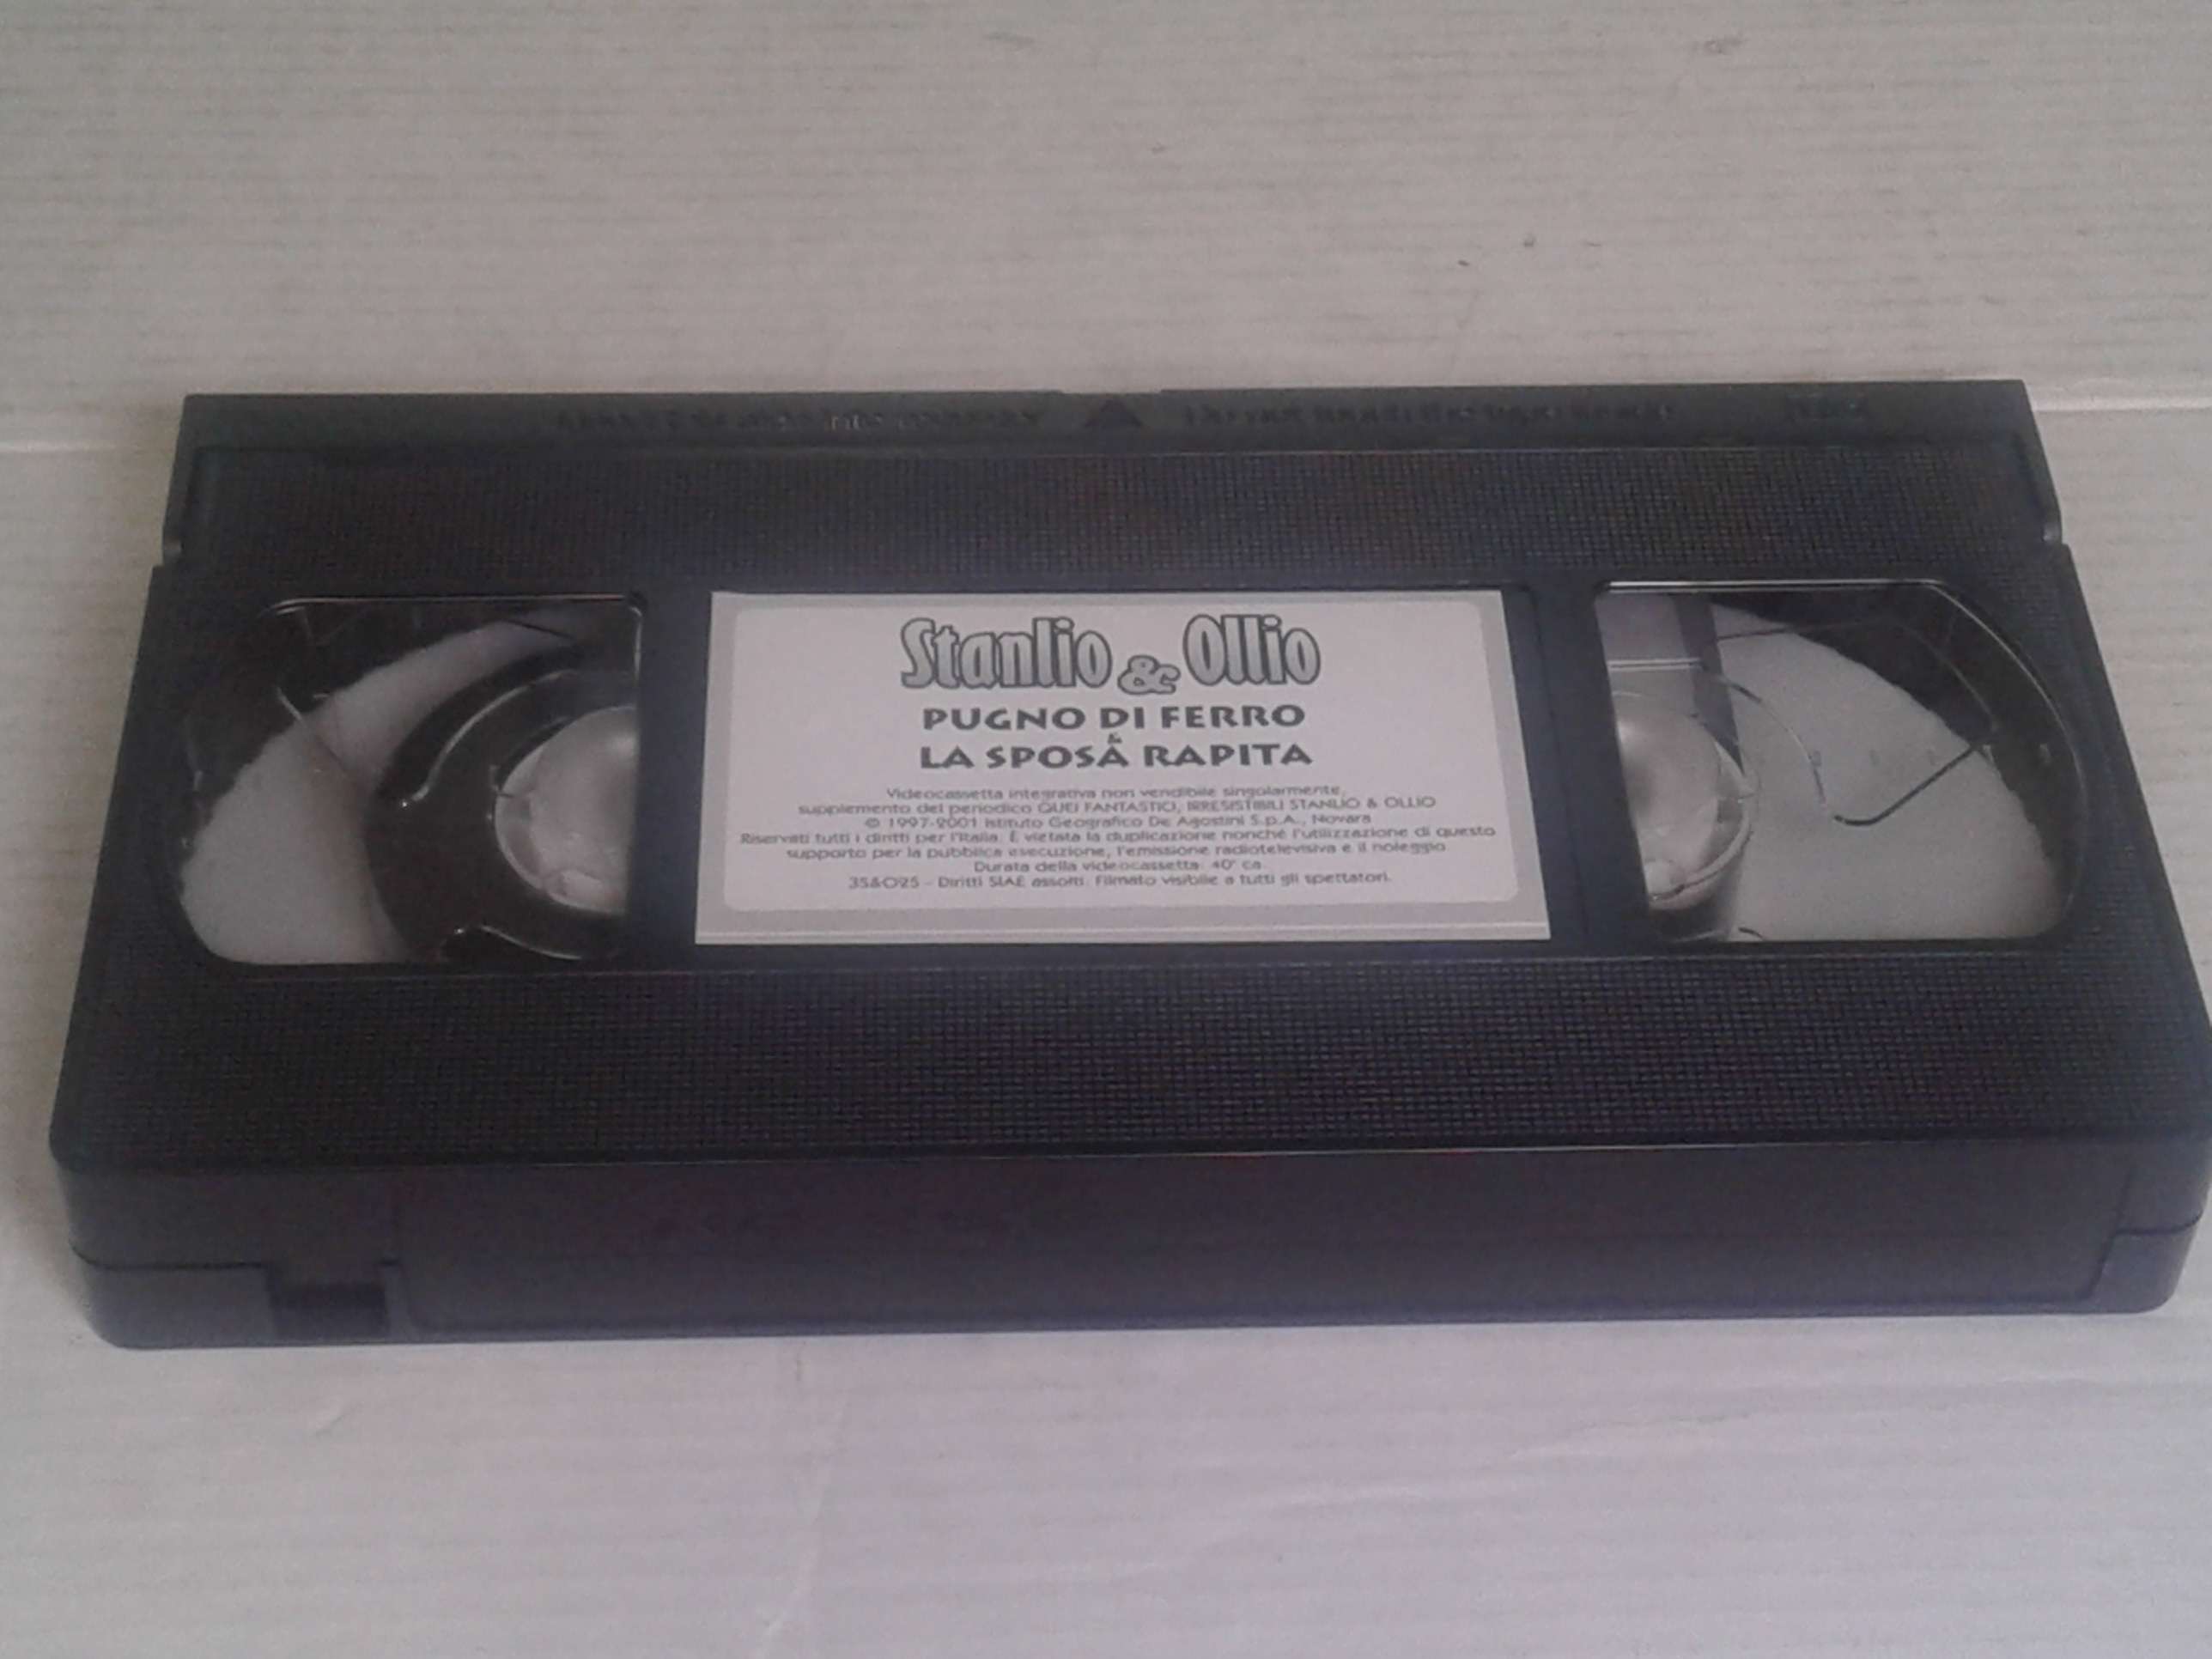 Stanlio & Ollio
PUGNO DI FERRO
&
LA SPOSA RAPITA
Videocassetta integrativa non vendibile singolarmente,
supplemento del periodico QUEI FANTASTICI, IRRESISTIBILI STANLIO & OLLIO
© 1997-2001 Istituto Geografico De Agostini S.p.A., Novara
Riservati tutti i diritti per l'Italia. È vietata la duplicazione nonché l'utilizzazione di questo
supporto per la pubblica esecuzione, l'emissione radiotelevisiva e il noleggio.
Durata della videocassetta: 40' ca.
3S&O25 - Diritti SIAE assolti. Filmato visibile a tutti gli spettatori.